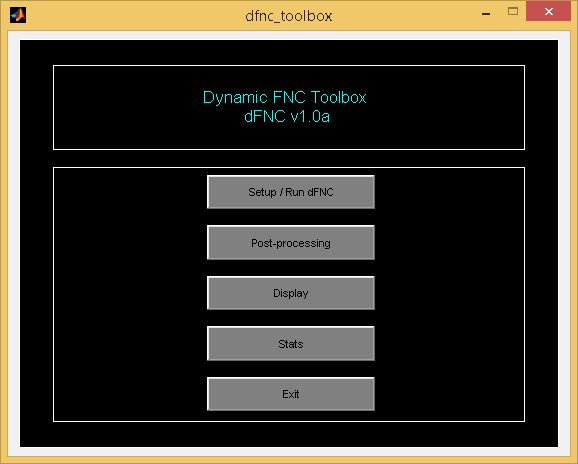 dfnc_toolbox
Dynamic FNC Toolbox
dFNC v1.0a
Setup / Run dFNC
Post-processing
Display
Stats
Exit